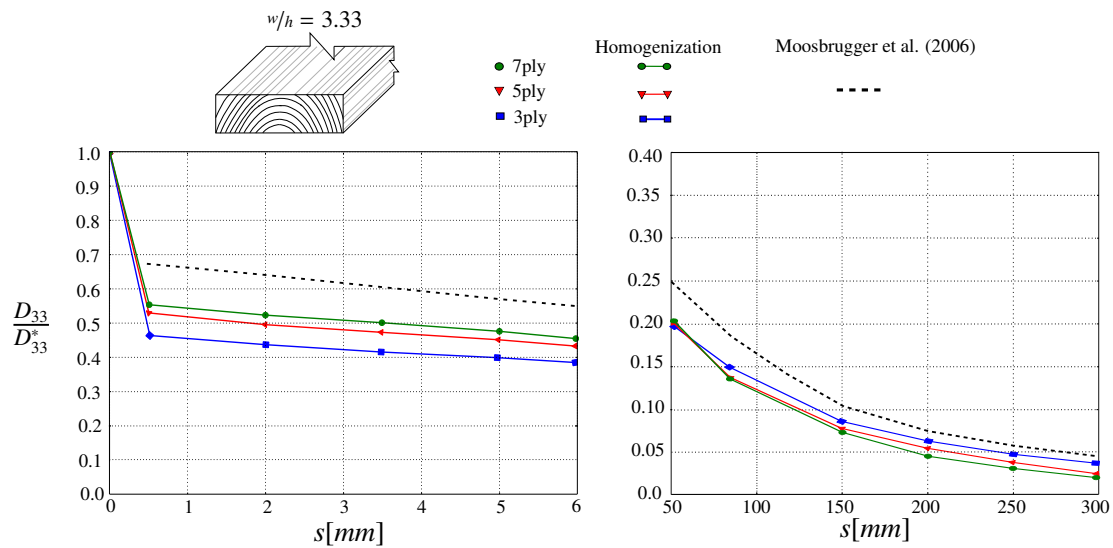 w/h = 3.33
Homogenization
Moosbrugger et al. (2006)
7ply
5ply
3ply
D33
D*33
1.0
0.9
0.8
0.7
0.6
0.5
0.4
0.3
0.2
0.1
0.0
0 1 2 3 4 5 6
s[mm]
0.40
0.35
0.30
0.25
0.20
0.15
0.10
0.05
0.00
50 100 150 200 250 300
s[mm]